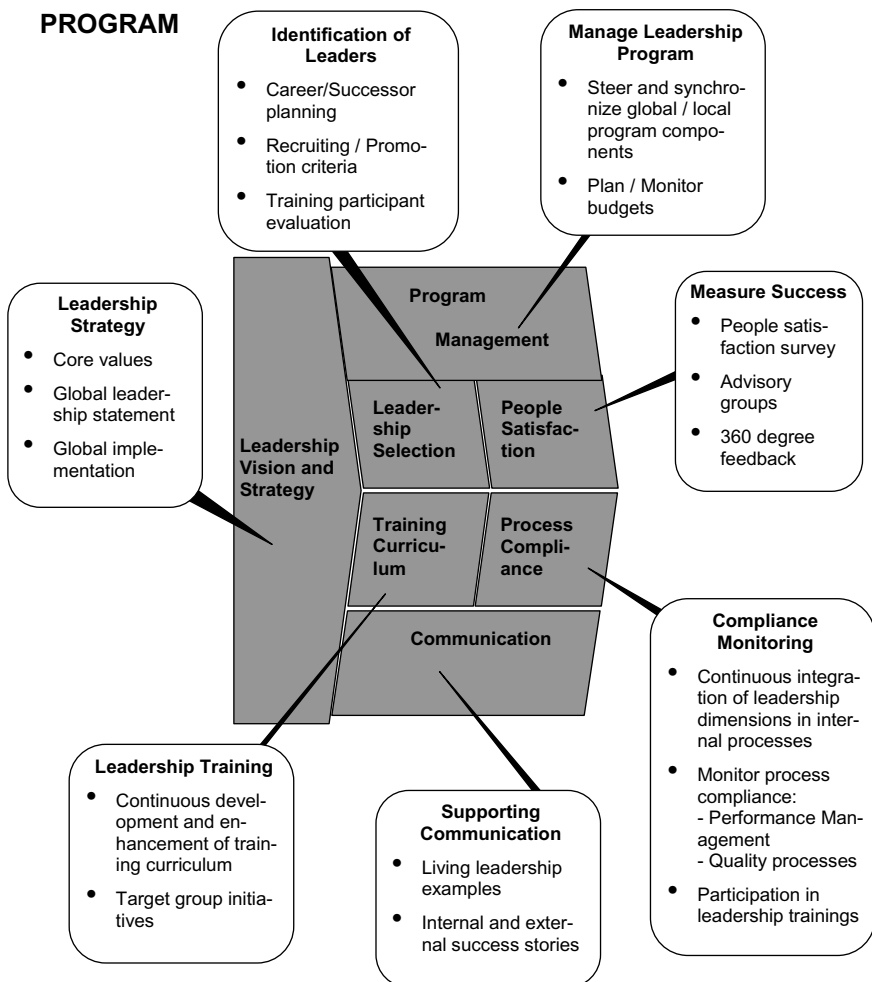 PROGRAM
Identification of
Leaders
• Career/Successor
planning
• Recruiting / Promo-
tion criteria
• Training participant
evaluation
Manage Leadership
Program
• Steer and synchro-
nize global / local
program compo-
nents
• Plan / Monitor
budgets
Leadership
Strategy
• Core values
• Global leader-
ship statement
• Global imple-
mentation
Program
Management
Measure Success
• People satis-
faction survey
• Advisory
groups
• 360 degree
feedback
Leadership
Vision and
Strategy
Leader-
ship
Selection
People
Satisfac-
tion
Training
Curricu-
lum
Process
Compli-
ance
Communication
Compliance
Monitoring
• Continuous integra-
tion of leadership
dimensions in inter-
nal processes
• Monitor process
compliance:
- Performance Man-
agement
- Quality processes
• Participation in
leadership trainings
Leadership Training
• Continuous devel-
opment and en-
hancement of train-
ing curriculum
• Target group initia-
tives
Supporting
Communication
• Living leadership
examples
• Internal and exter-
nal success stories